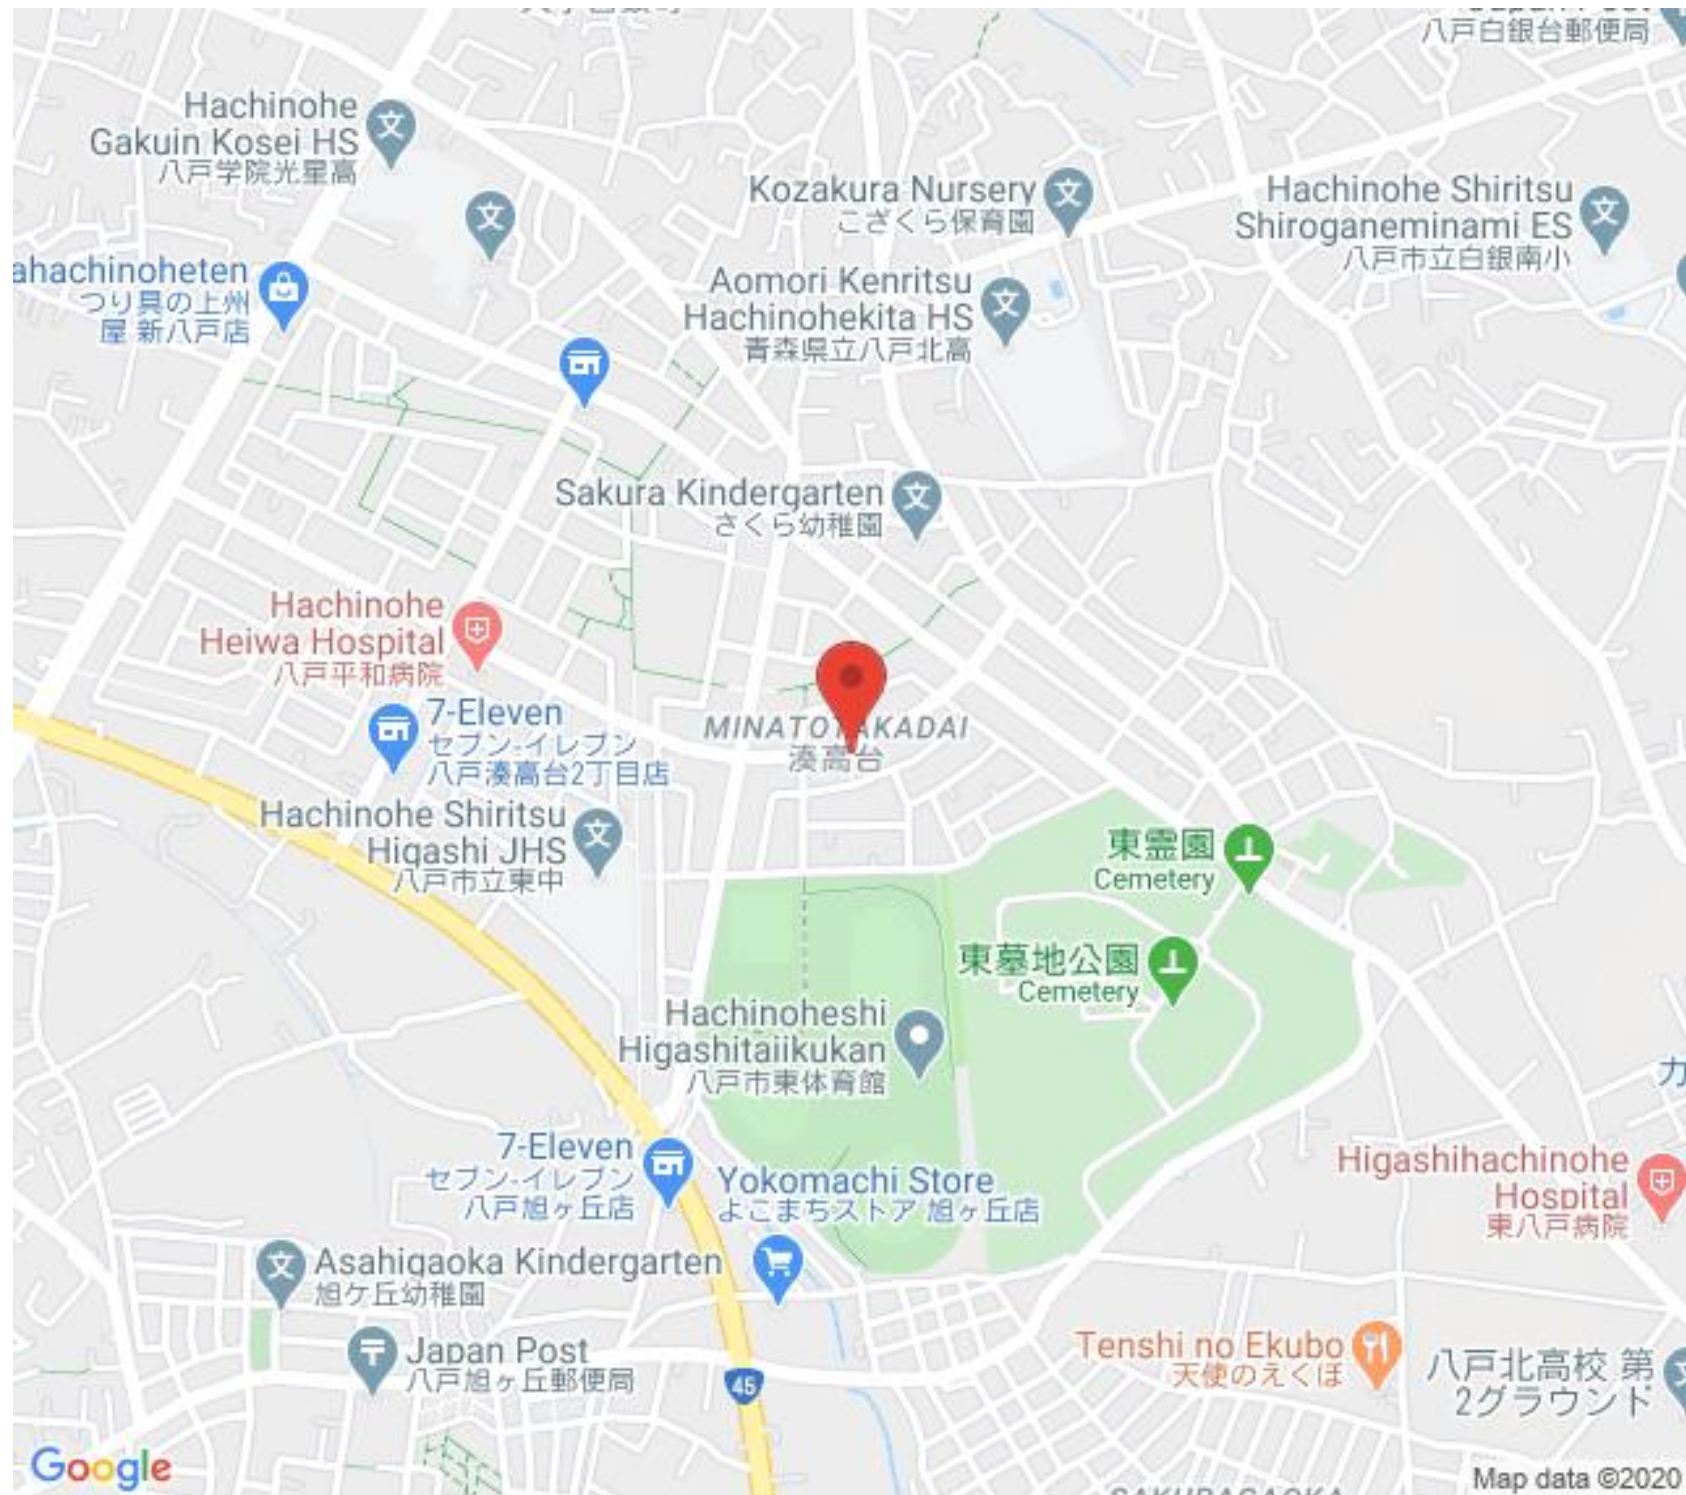 八戸白銀台郵便局
Hachinohe
Gakuin Kosei HS
八戸学院光星高
Kozakura Nursery
こざくら保育園
Hachinohe Shiritsu
Shiroganeminami ES
八戸市立白銀南小
ahachinoheten
つり具の上州
屋 新八戸店
Aomori Kenritsu
Hachinohekita HS
青森県立八戸北高
Sakura Kindergarten
さくら幼稚園
Hachinohe
Heiwa Hospital
八戸平和病院
7-Eleven
セブン-イレブン
八戸湊高台2丁目店
MINATOTAKADAI
湊高台
Hachinohe Shiritsu
Higashi JHS
八戸市立東中
東霊園
Cemetery
東墓地公園
Cemetery
Hachinoheshi
Higashitaiikukan
八戸市東体育館
カ
7-Eleven
セブン-イレブン
八戸旭ヶ丘店
Yokomachi Store
よこまちストア 旭ヶ丘店
Higashihachinohe
Hospital
東八戸病院
Asahigaoka Kindergarten
旭ケ丘幼稚園
Japan Post
八戸旭ヶ丘郵便局
45
Tenshi no Ekubo
天使のえくぼ
八戸北高校 第
2グラウンド
Google
Map data ©2020